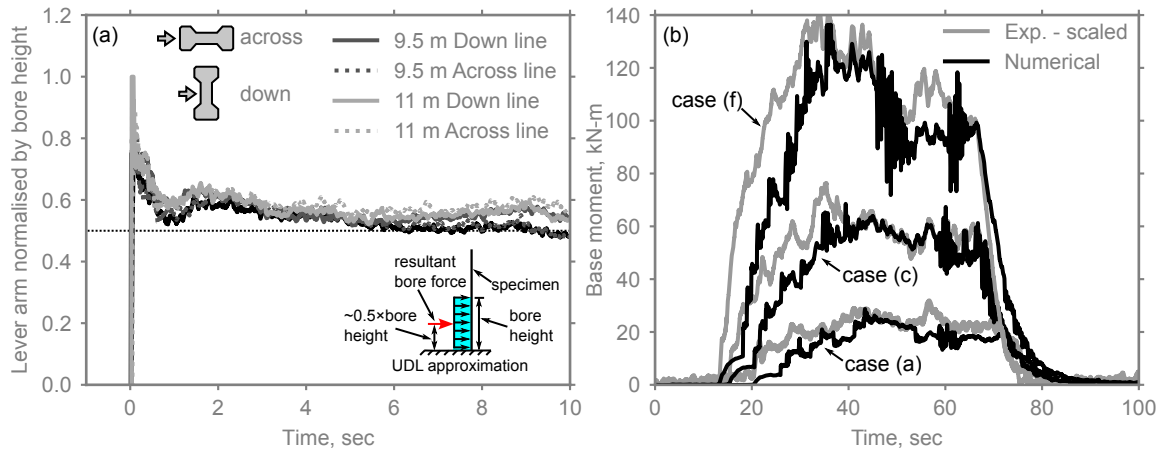 Lever arm normalised by bore height
1.2
1.0
0.8
0.6
0.4
0.2
0.0
(a)
across
down
9.5 m Down line
9.5 m Across line
11 m Down line
11 m Across line
resultant
bore force
specimen
~0.5×bore
height
bore
height
UDL approximation
0
2
4
6
8
10
Time, sec
Base moment, kN-m
140
120
100
80
60
40
20
0
(b)
Exp. - scaled
Numerical
case (f)
case (c)
case (a)
0
20
40
60
80
100
Time, sec